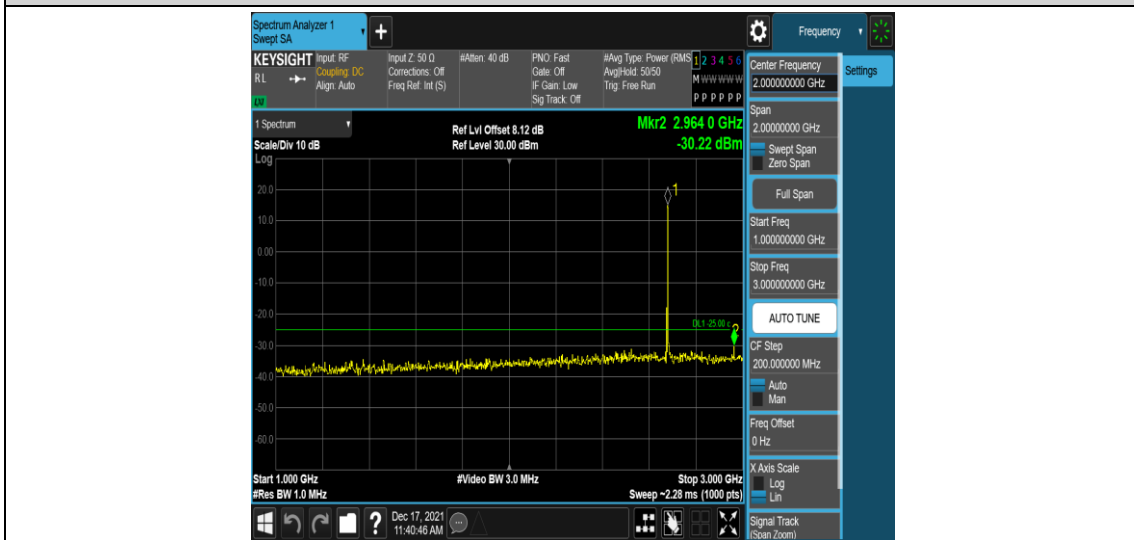 Spectrum Analyzer 1
Swept SA
+
Frequency
KEYSIGHT
RL
Input: RF
Coupling: DC
Align: Auto
Input Z: 50 Ω
Corrections: Off
Freq Ref: Int (S)
#Atten: 40 dB
PNO: Fast
Gate: Off
IF Gain: Low
Sig Track: Off
#Avg Type: Power (RMS
Avg|Hold: 50/50
Trig: Free Run
1 2 3 4 5 6
M W W W W W
P P P P P P
1 Spectrum
Scale/Div 10 dB
Log
Ref Lvl Offset 8.12 dB
Ref Level 30.00 dBm
Mkr2 2.964 0 GHz
-30.22 dBm
20.0
10.0
0.00
-10.0
-20.0
-30.0
-40.0
-50.0
-60.0
1
DL1 -25.00
2
Start 1.000 GHz
#Res BW 1.0 MHz
#Video BW 3.0 MHz
Stop 3.000 GHz
Sweep ~2.28 ms (1000 pts)
?
Dec 17, 2021
11:40:46 AM
Center Frequency
2.000000000 GHz
Settings
Span
2.00000000 GHz
Swept Span
Zero Span
Full Span
Start Freq
1.000000000 GHz
Stop Freq
3.000000000 GHz
AUTO TUNE
CF Step
200.000000 MHz
Auto
Man
Freq Offset
0 Hz
X Axis Scale
Log
Lin
Signal Track
(Span Zoom)